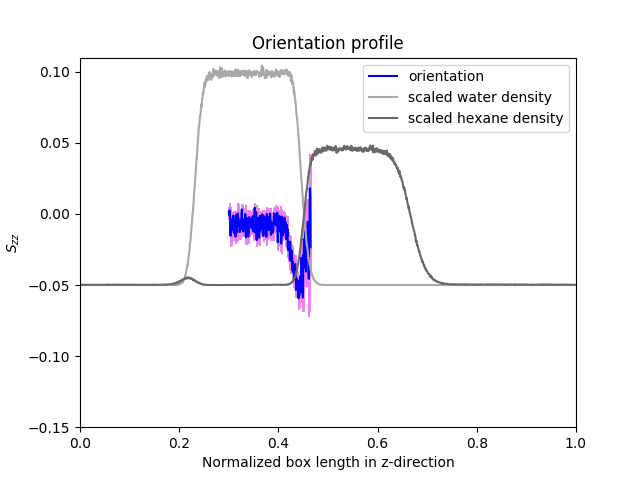 Orientation profile
orientation
scaled water density
scaled hexane density
0.10
0.05
0.00
−0.05
−0.10
−0.15
S_zz
0.0
0.2
0.4
0.6
0.8
1.0
Normalized box length in z-direction